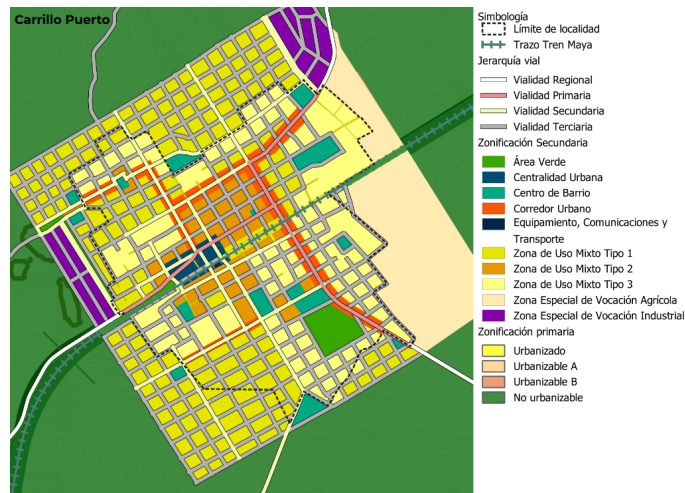 Carrillo Puerto
Simbología
Límite de localidad
Trazo Tren Maya
Jerarquía vial
Vialidad Regional
Vialidad Primaria
Vialidad Secundaria
Vialidad Terciaria
Zonificación Secundaria
Área Verde
Centralidad Urbana
Centro de Barrio
Corredor Urbano
Equipamiento, Comunicaciones y
Transporte
Zona de Uso Mixto Tipo 1
Zona de Uso Mixto Tipo 2
Zona de Uso Mixto Tipo 3
Zona Especial de Vocación Agrícola
Zona Especial de Vocación Industrial
Zonificación primaria
Urbanizado
Urbanizable A
Urbanizable B
No urbanizable